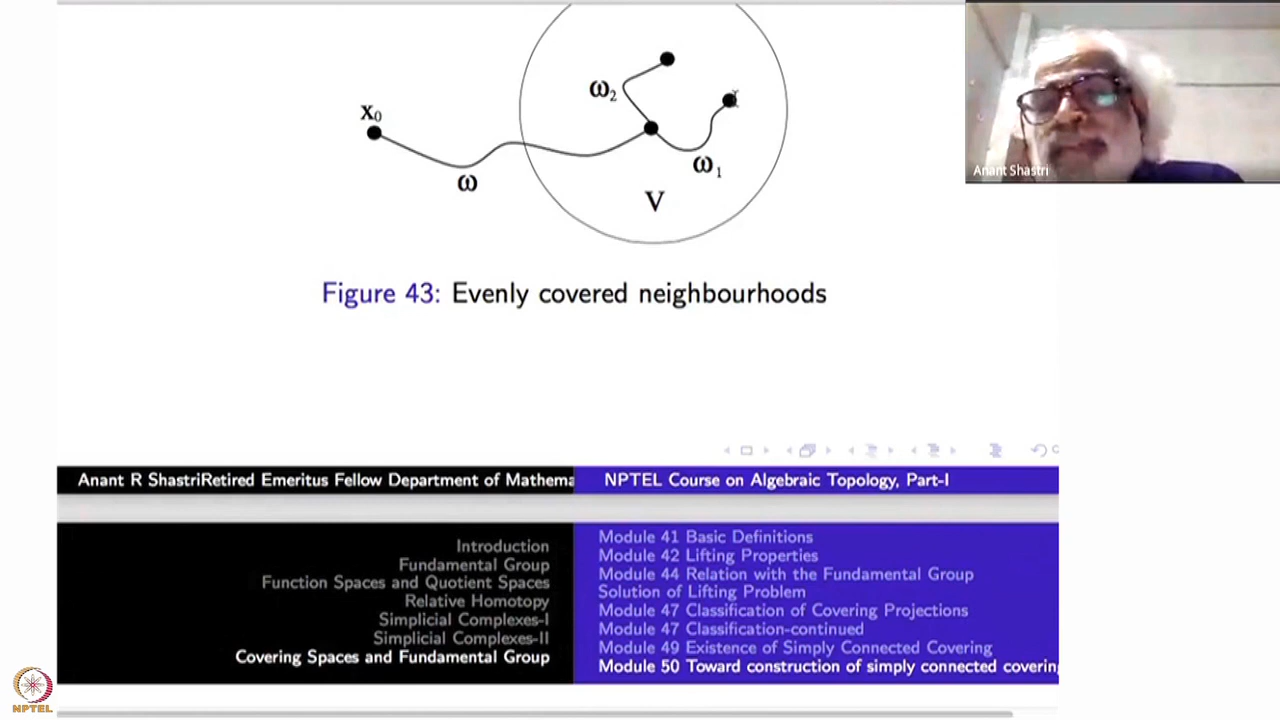 x₀
ω
ω₂
ω₁
V
Figure 43: Evenly covered neighbourhoods
Anant Shastri
Anant R ShastriRetired Emeritus Fellow Department of Mathema
NPTEL Course on Algebraic Topology, Part-I
Introduction
Fundamental Group
Function Spaces and Quotient Spaces
Relative Homotopy
Simplicial Complexes-I
Simplicial Complexes-II
Covering Spaces and Fundamental Group
Module 41 Basic Definitions
Module 42 Lifting Properties
Module 44 Relation with the Fundamental Group
Solution of Lifting Problem
Module 47 Classification of Covering Projections
Module 47 Classification-continued
Module 49 Existence of Simply Connected Covering
Module 50 Toward construction of simply connected covering
NPTEL